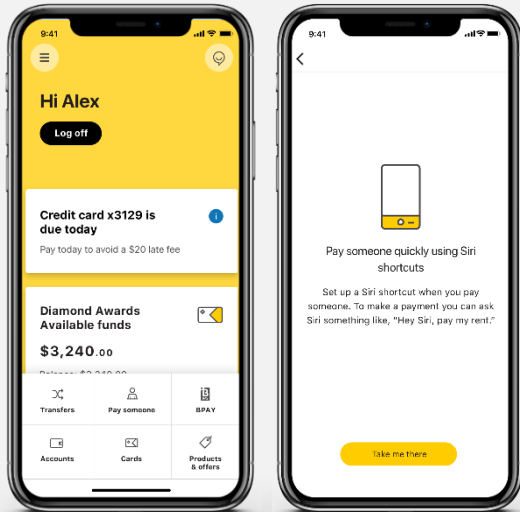 9:41
Hi Alex
Log off
Credit card x3129 is
due today
Pay today to avoid a $20 late fee
Diamond Awards
Available funds
$3,240.00
Transfers
Pay someone
BPAY
Accounts
Cards
Products
& offers
9:41
Pay someone quickly using Siri
shortcuts
Set up a Siri shortcut when you pay
someone. To make a payment you can ask
Siri something like, "Hey Siri, pay my rent."
Take me there